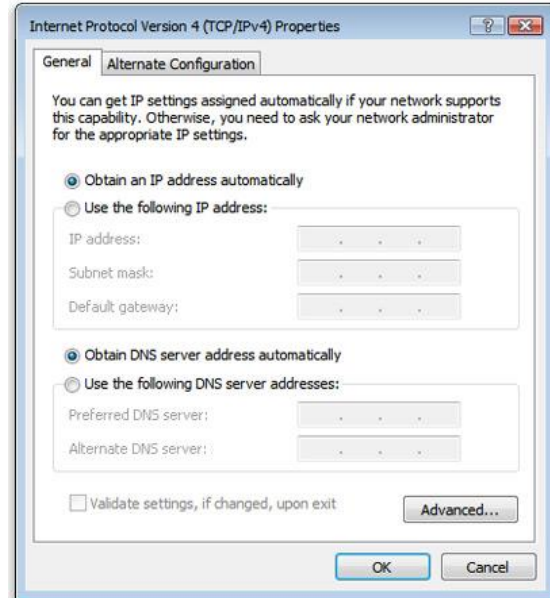 Internet Protocol Version 4 (TCP/IPv4) Properties
General
Alternate Configuration
You can get IP settings assigned automatically if your network supports
this capability. Otherwise, you need to ask your network administrator
for the appropriate IP settings.
Obtain an IP address automatically
Use the following IP address:
IP address:
Subnet mask:
Default gateway:
Obtain DNS server address automatically
Use the following DNS server addresses:
Preferred DNS server:
Alternate DNS server:
Validate settings, if changed, upon exit
Advanced...
OK
Cancel